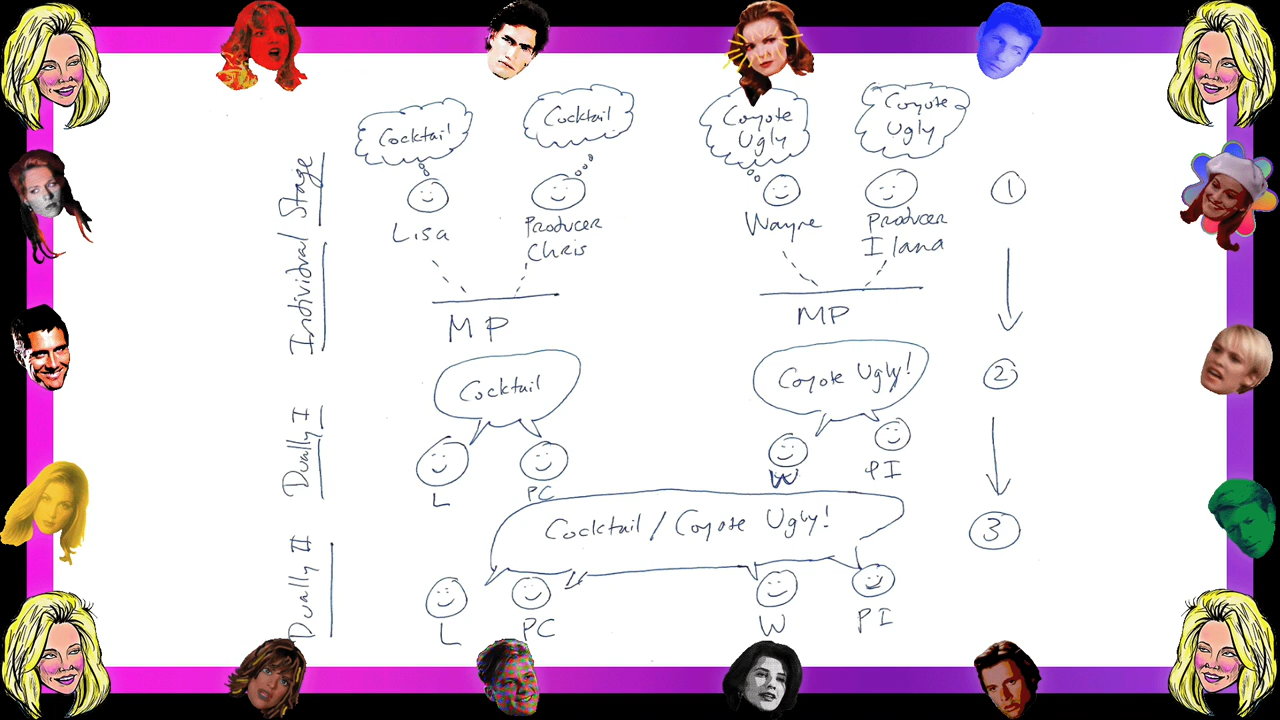 Cocktail
Cocktail
Coyote
Ugly
Coyote
Ugly
Individual Stage
Lisa
Producer
Chris
Wayne
Producer
Ilana
1
MP
MP
Cocktail
Coyote Ugly!
2
Dually I
L
PC
W
PI
Cocktail / Coyote Ugly!
3
Dually II
L
PC
W
PI